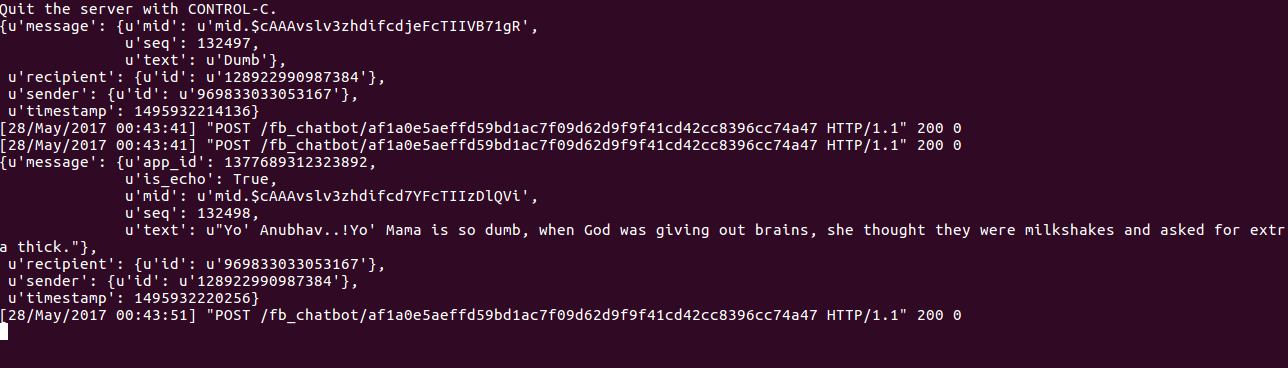 Quit the server with CONTROL-C.
{u'message': {u'mid': u'mid.$cAAAvslv3zhdifcdjeFcTIIVB71gR',
u'seq': 132497,
u'text': u'Dumb'},
u'recipient': {u'id': u'128922990987384'},
u'sender': {u'id': u'969833033053167'},
u'timestamp': 1495932214136}
[28/May/2017 00:43:41] "POST /fb_chatbot/af1a0e5aeffd59bd1ac7f09d62d9f9f41cd42cc8396cc74a47 HTTP/1.1" 200 0
[28/May/2017 00:43:41] "POST /fb_chatbot/af1a0e5aeffd59bd1ac7f09d62d9f9f41cd42cc8396cc74a47 HTTP/1.1" 200 0
{u'message': {u'app_id': 1377689312323892,
u'is_echo': True,
u'mid': u'mid.$cAAAvslv3zhdifcd7YFcTIIzDlQVi',
u'seq': 132498,
u'text': u"Yo' Anubhav..!Yo' Mama is so dumb, when God was giving out brains, she thought they were milkshakes and asked for extr
a thick."},
u'recipient': {u'id': u'969833033053167'},
u'sender': {u'id': u'128922990987384'},
u'timestamp': 1495932220256}
[28/May/2017 00:43:51] "POST /fb_chatbot/af1a0e5aeffd59bd1ac7f09d62d9f9f41cd42cc8396cc74a47 HTTP/1.1" 200 0